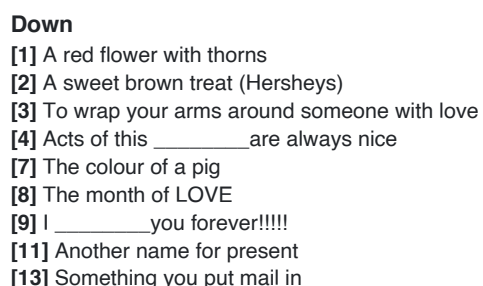 Down
[1] A red flower with thorns
[2] A sweet brown treat (Hersheys)
[3] To wrap your arms around someone with love
[4] Acts of this ________are always nice
[7] The colour of a pig
[8] The month of LOVE
[9] I ________you forever!!!!!
[11] Another name for present
[13] Something you put mail in